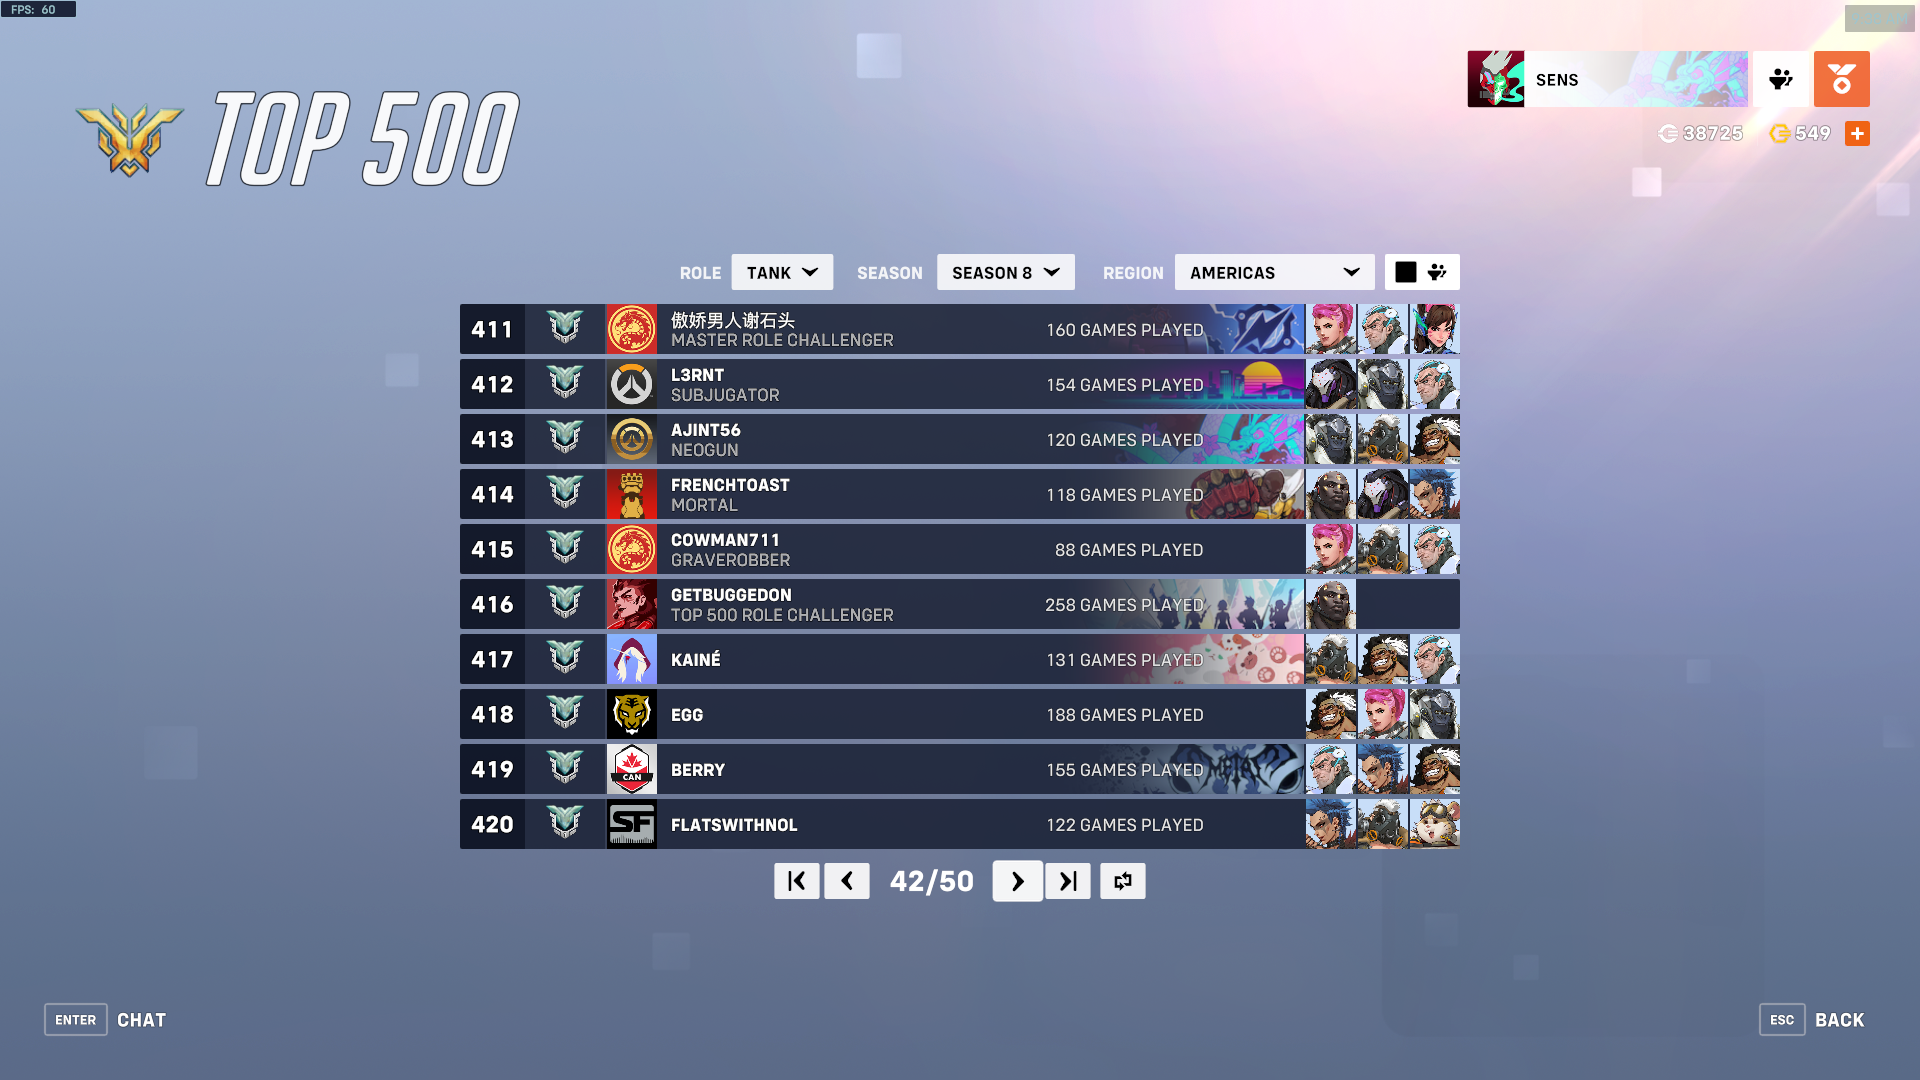 FPS: 60
TOP 500
SENS
38725
549
ROLE TANK SEASON SEASON 8 REGION AMERICAS
411 傲娇男人谢石头 160 GAMES PLAYED
MASTER ROLE CHALLENGER
412 L3RNT 154 GAMES PLAYED
SUBJUGATOR
413 AJINT56 120 GAMES PLAYED
NEOGUN
414 FRENCHTOAST 118 GAMES PLAYED
MORTAL
415 COWMAN711 88 GAMES PLAYED
GRAVEROBBER
416 GETBUGGEDON 258 GAMES PLAYED
TOP 500 ROLE CHALLENGER
417 KAINÉ 131 GAMES PLAYED
418 EGG 188 GAMES PLAYED
419 CAN BERRY 155 GAMES PLAYED
420 SF FLATSWITHNOL 122 GAMES PLAYED
42/50
ENTER CHAT
ESC BACK